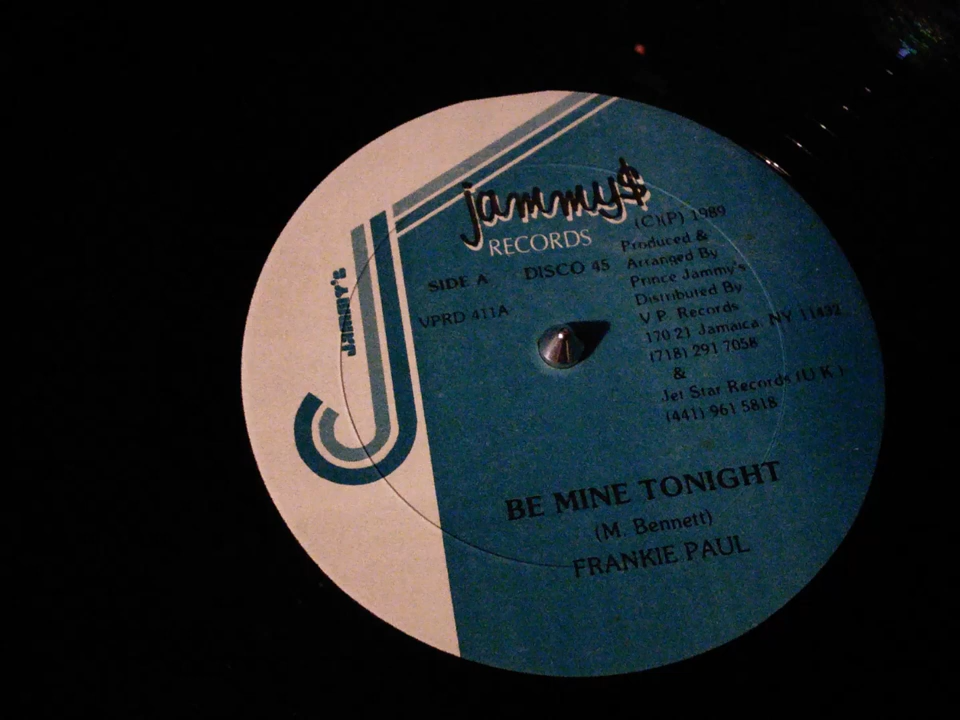 jammy$
RECORDS
JAMMY'S
SIDE A
DISCO 45
VPRD 411A
(C)(P) 1989
Produced &
Arranged By
Prince Jammy's
Distributed By
V.P. Records
170-21 Jamaica, NY 11432
(718) 291 7058
&
Jet Star Records (U K )
(441) 961 5818
BE MINE TONIGHT
(M. Bennett)
FRANKIE PAUL